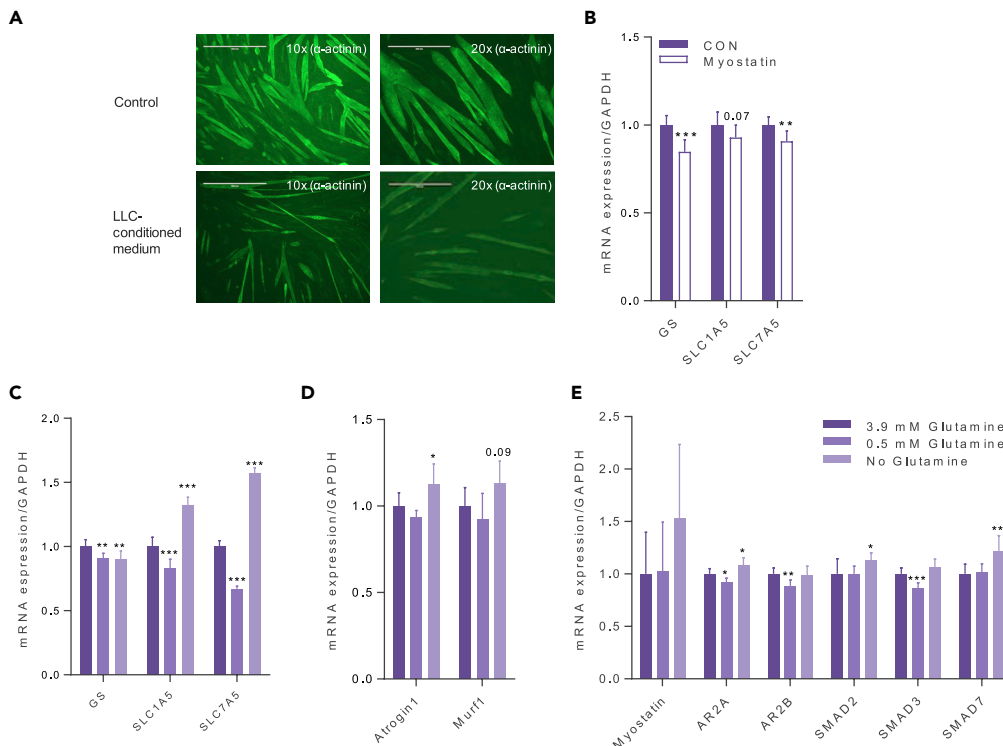 A
10x (α-actinin)
20x (α-actinin)
Control
10x (α-actinin)
20x (α-actinin)
LLC-
conditioned
medium
B
mRNA expression/GAPDH
1.5
1.0
0.5
0.0
CON
Myostatin
***
0.07
**
GS
SLC1A5
SLC7A5
C
mRNA expression/GAPDH
2.0
1.5
1.0
0.5
0.0
** **
***
***
***
***
GS
SLC1A5
SLC7A5
D
mRNA expression/GAPDH
1.5
1.0
0.5
0.0
*
0.09
Atrogin1
Murf1
E
mRNA expression/GAPDH
2.5
2.0
1.5
1.0
0.5
0.0
3.9 mM Glutamine
0.5 mM Glutamine
No Glutamine
*
*
**
*
***
**
Myostatin
AR2A
AR2B
SMAD2
SMAD3
SMAD7